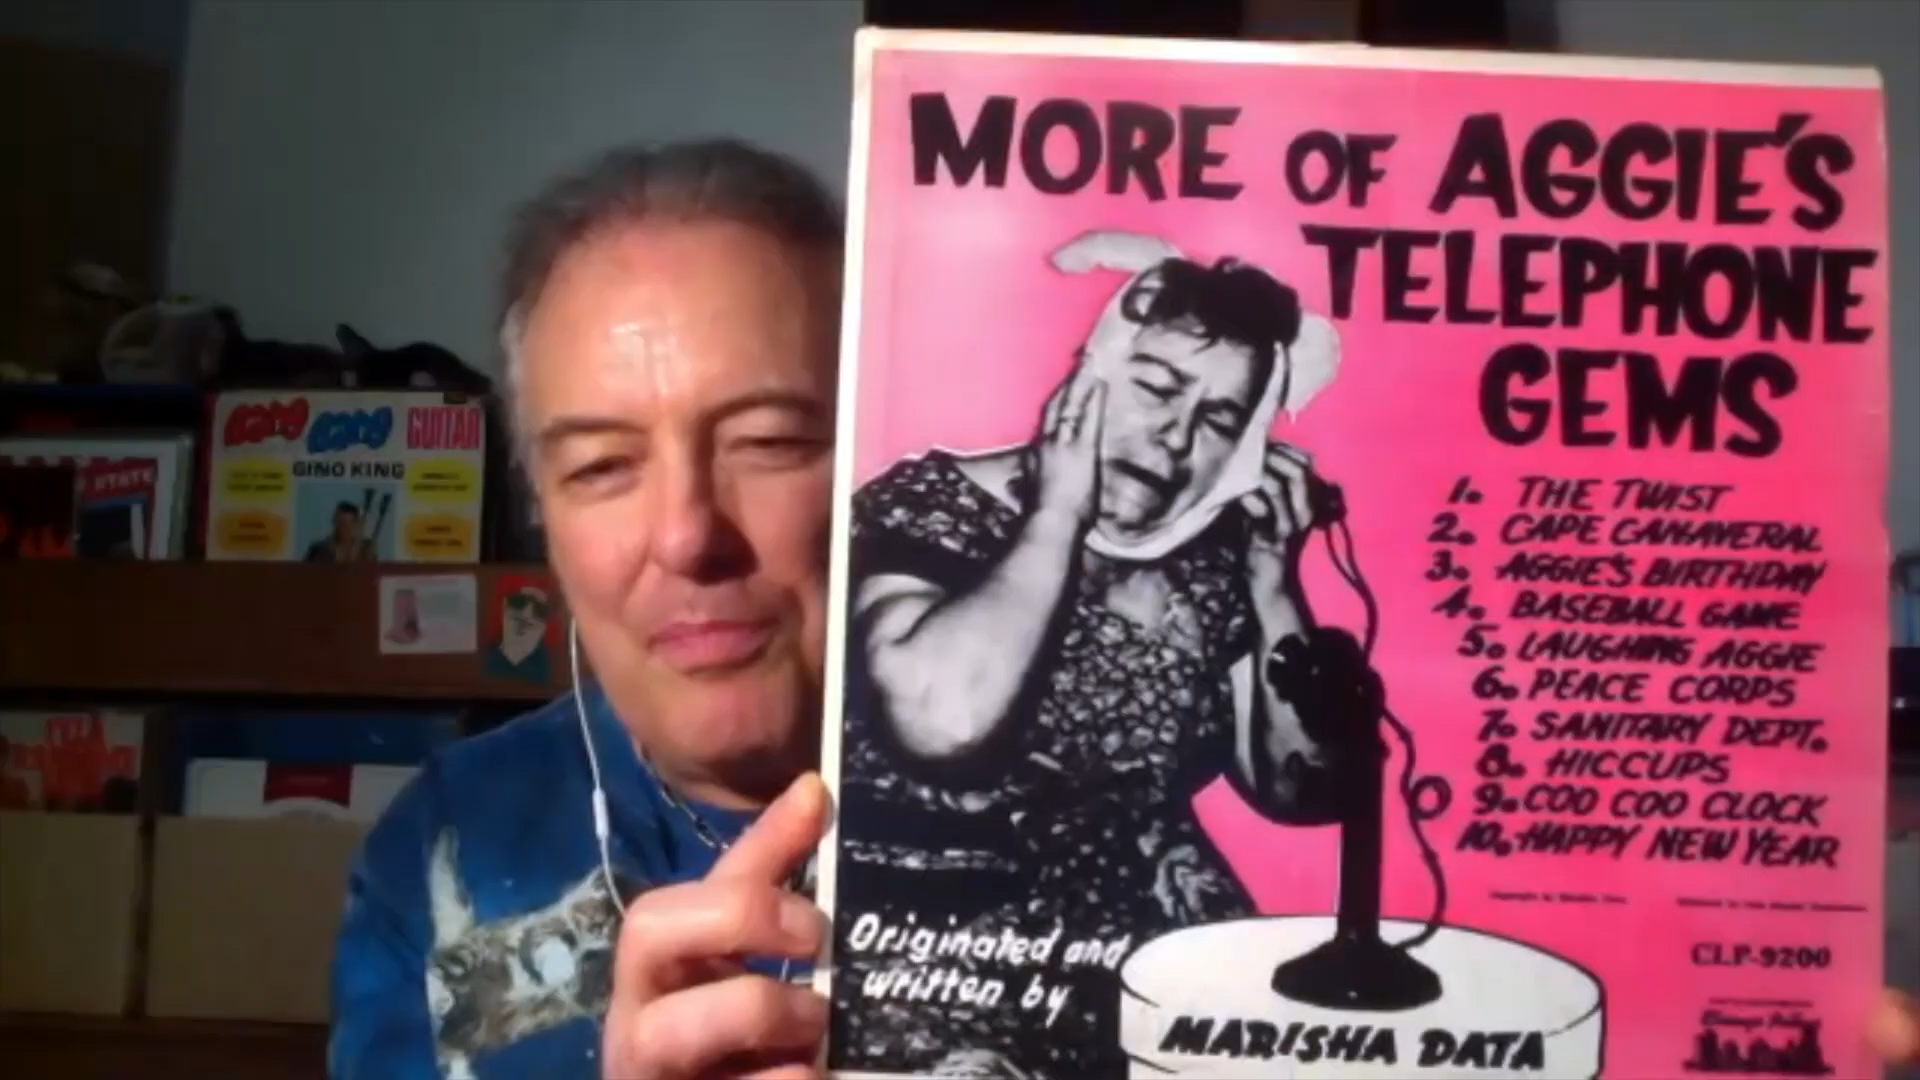 MORE OF AGGIE'S
TELEPHONE
GEMS
1. THE TWIST
2. CAPE CANAVERAL
3. AGGIE'S BIRTHDAY
4. BASEBALL GAME
5. LAUGHING AGGIE
6. PEACE CORPS
7. SANITARY DEPT.
8. HICCUPS
9. COO COO CLOCK
10. HAPPY NEW YEAR
CLP-9200
Originated and
written by
MARISHA DATA
GUITAR
GINO KING
STATE